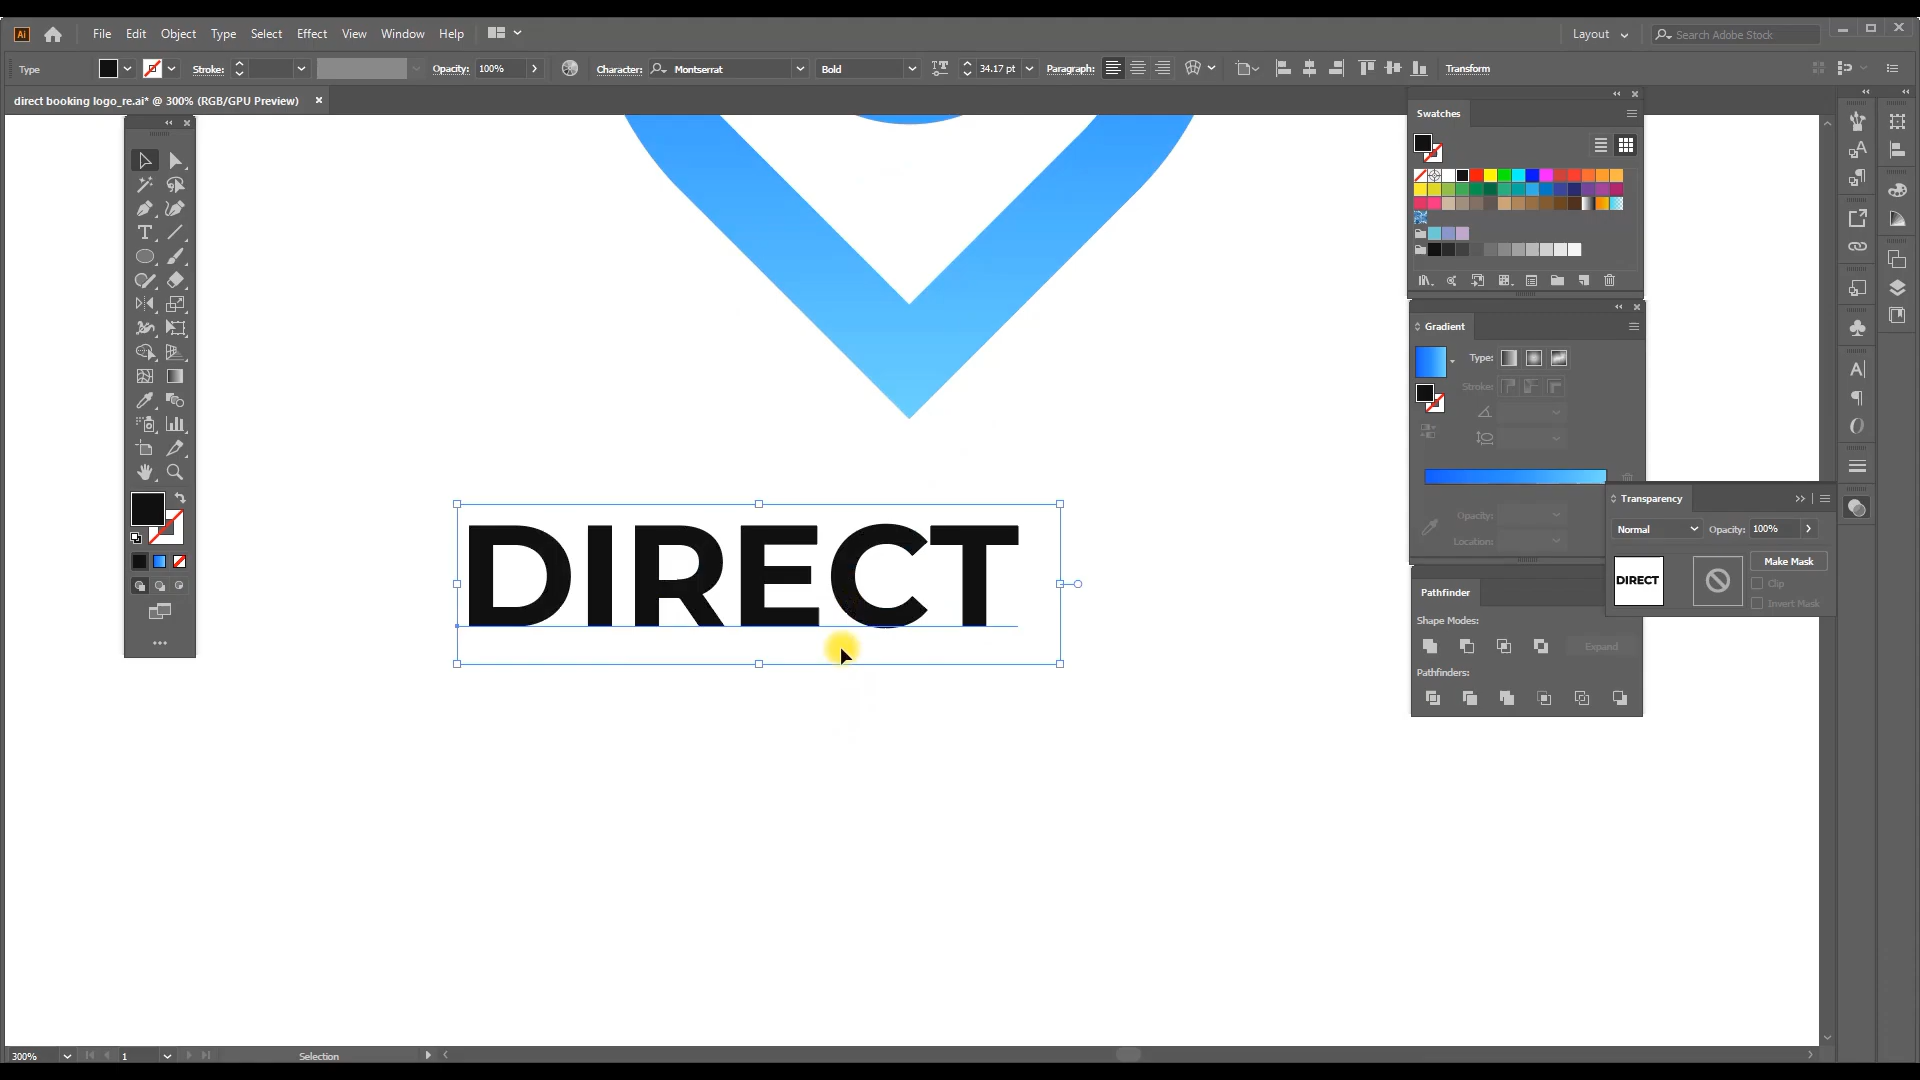 Ai File Edit Object Type Select Effect View Window Help Layout Search Adobe Stock
Type Stroke: Opacity: 100% Character: Montserrat Bold 34.17 pt Paragraph: Transform
direct booking logo_re.ai* @ 300% (RGB/GPU Preview) ×
Swatches
Gradient
Type:
Stroke:
Transparency
Opacity:
Normal Opacity: 100%
Location:
Make Mask
DIRECT
Clip
Invert Mask
DIRECT
Pathfinder
Shape Modes:
Expand
Pathfinders:
300% 1 Selection